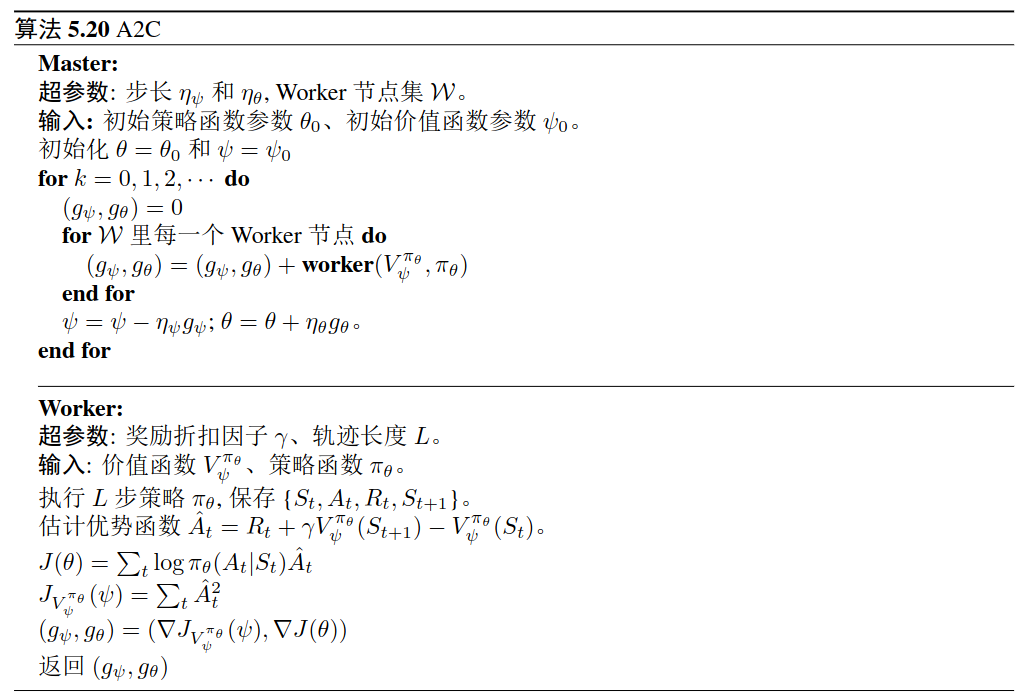 算法 5.20 A2C
Master:
超参数: 步长 $\eta_\psi$ 和 $\eta_\theta$, Worker 节点集 $\mathcal{W}$。
输入: 初始策略函数参数 $\theta_0$、初始价值函数参数 $\psi_0$。
初始化 $\theta = \theta_0$ 和 $\psi = \psi_0$
for $k = 0, 1, 2, \cdots$ do
$(g_\psi, g_\theta) = 0$
for $\mathcal{W}$ 里每一个 Worker 节点 do
$(g_\psi, g_\theta) = (g_\psi, g_\theta) + \textbf{worker}(V_\psi^{\pi_\theta}, \pi_\theta)$
end for
$\psi = \psi - \eta_\psi g_\psi$; $\theta = \theta + \eta_\theta g_\theta$。
end for
Worker:
超参数: 奖励折扣因子 $\gamma$、轨迹长度 $L$。
输入: 价值函数 $V_\psi^{\pi_\theta}$、策略函数 $\pi_\theta$。
执行 $L$ 步策略 $\pi_\theta$, 保存 $\{S_t, A_t, R_t, S_{t+1}\}$。
估计优势函数 $\hat{A}_t = R_t + \gamma V_\psi^{\pi_\theta}(S_{t+1}) - V_\psi^{\pi_\theta}(S_t)$。
$J(\theta) = \sum_t \log \pi_\theta(A_t|S_t)\hat{A}_t$
$J_{V_\psi^{\pi_\theta}}(\psi) = \sum_t \hat{A}_t^2$
$(g_\psi, g_\theta) = (\nabla J_{V_\psi^{\pi_\theta}}(\psi), \nabla J(\theta))$
返回 $(g_\psi, g_\theta)$